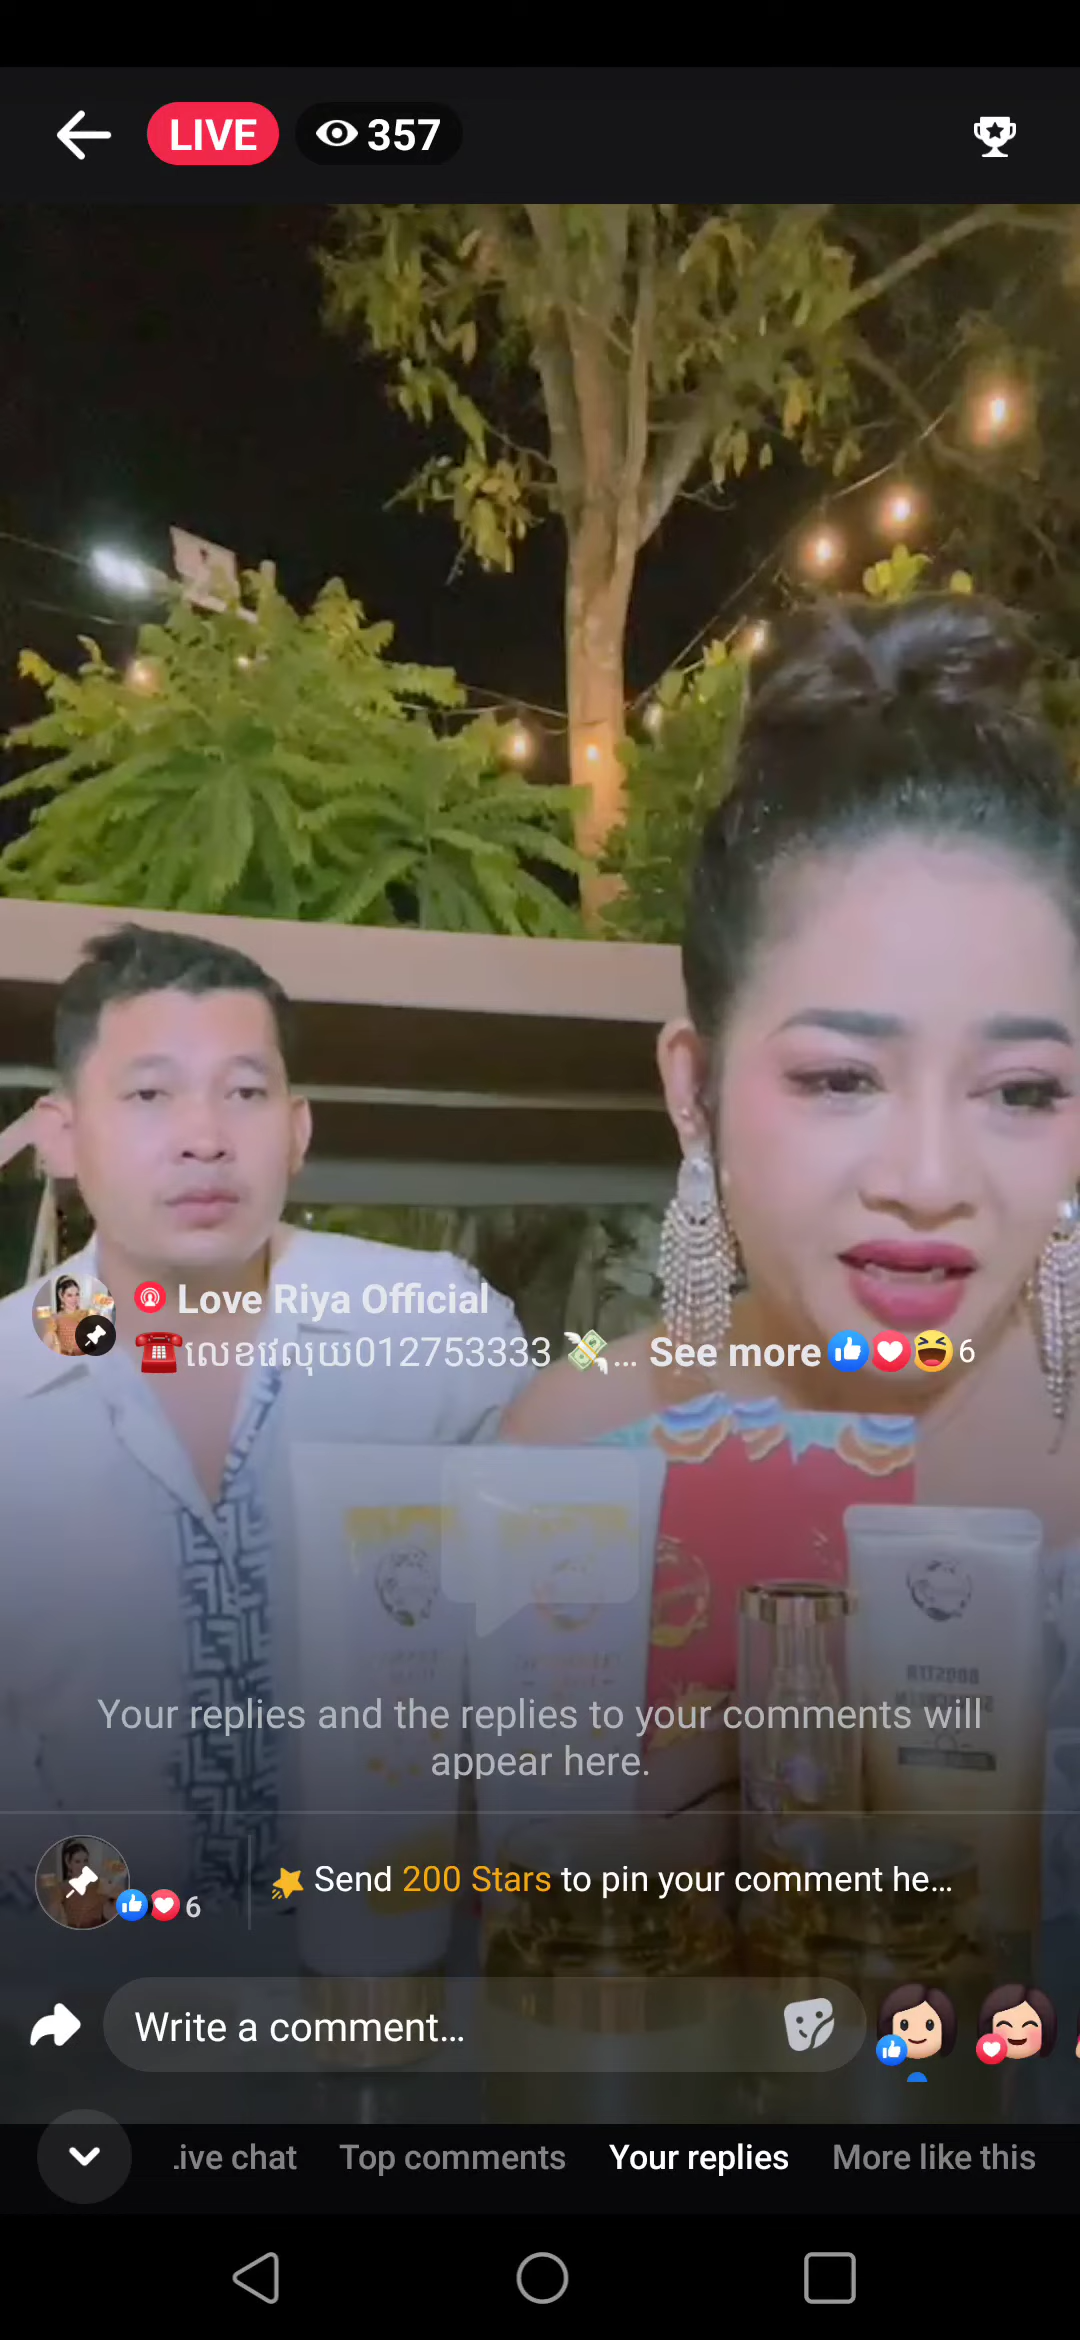 LIVE 357
Love Riya Official
☎️លេខវេលុយ012753333 💸... See more 6
BOOSTER
Your replies and the replies to your comments will
appear here.
6
Send 200 Stars to pin your comment he...
Write a comment...
.ive chat Top comments Your replies More like this